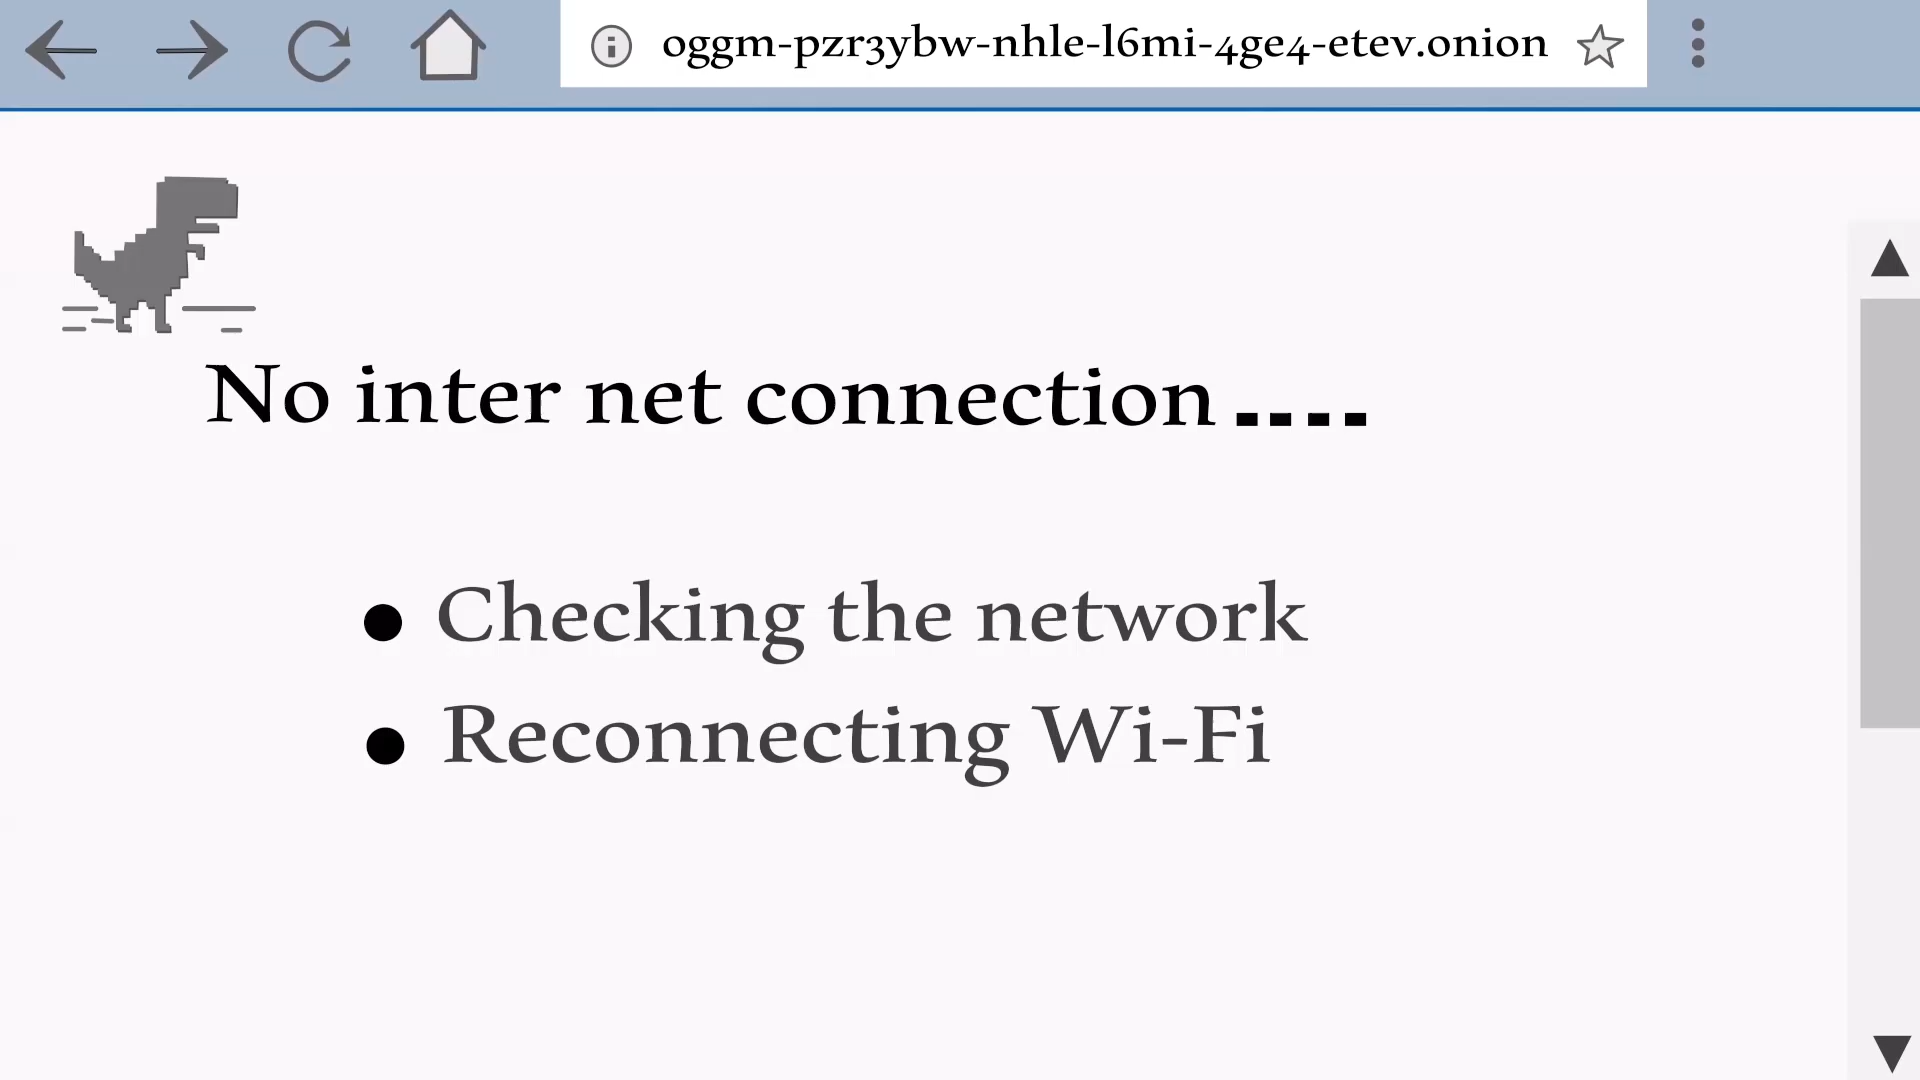 oggm-pzr3ybw-nhle-l6mi-4ge4-etev.onion
No inter net connection....
• Checking the network
• Reconnecting Wi-Fi